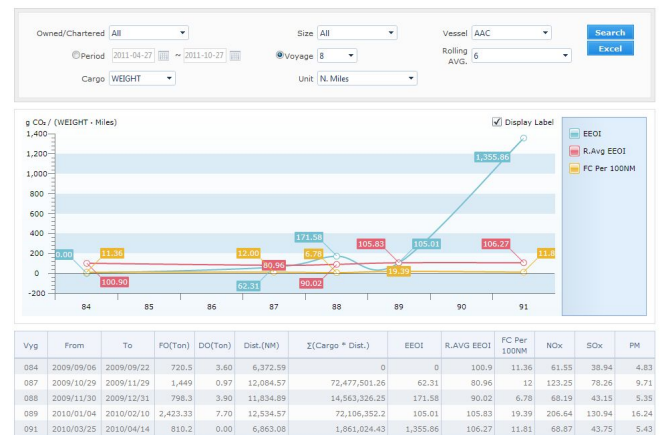 Owned/Chartered All Size All Vessel AAC Search
Period 2011-04-27 ~ 2011-10-27 Voyage 8 Rolling AVG. 6 Excel
Cargo WEIGHT Unit N. Miles
g CO₂ / (WEIGHT · Miles) Display Label
1,400
1,200
1,000
800
600
400
200
0
-200
EEOI
R.Avg EEOI
FC Per 100NM
1,355.86
171.58 105.83 105.01 106.27
0.00 11.36 12.00 6.78 11.8
80.96 19.39
100.90 62.31 90.02
84 85 86 87 88 89 90 91
Vyg From To FO(Ton) DO(Ton) Dist.(NM) Σ(Cargo * Dist.) EEOI R.AVG EEOI FC Per 100NM NOx SOx PM
084 2009/09/06 2009/09/22 720.5 3.60 6,372.59 0 0 100.9 11.36 61.55 38.94 4.83
087 2009/10/29 2009/11/29 1,449 0.97 12,084.57 72,477,501.26 62.31 80.96 12 123.25 78.26 9.71
088 2009/11/30 2009/12/31 798.3 3.90 11,834.89 14,563,326.25 171.58 90.02 6.78 68.19 43.15 5.35
089 2010/01/04 2010/02/10 2,423.33 7.70 12,534.57 72,106,352.2 105.01 105.83 19.39 206.64 130.94 16.24
091 2010/03/25 2010/04/14 810.2 0.00 6,863.08 1,861,024.43 1,355.86 106.27 11.81 68.87 43.75 5.43